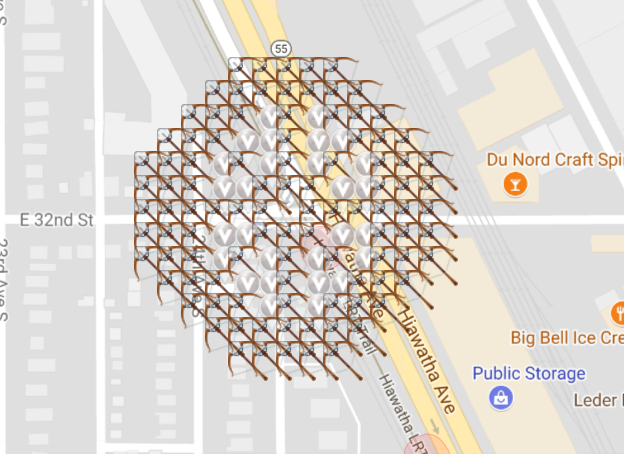 55
Du Nord Craft Spi
E 32nd St
23rd Ave S
Hiawatha Ave
Big Bell Ice Cre
Public Storage
Leder
Hiawatha LRT